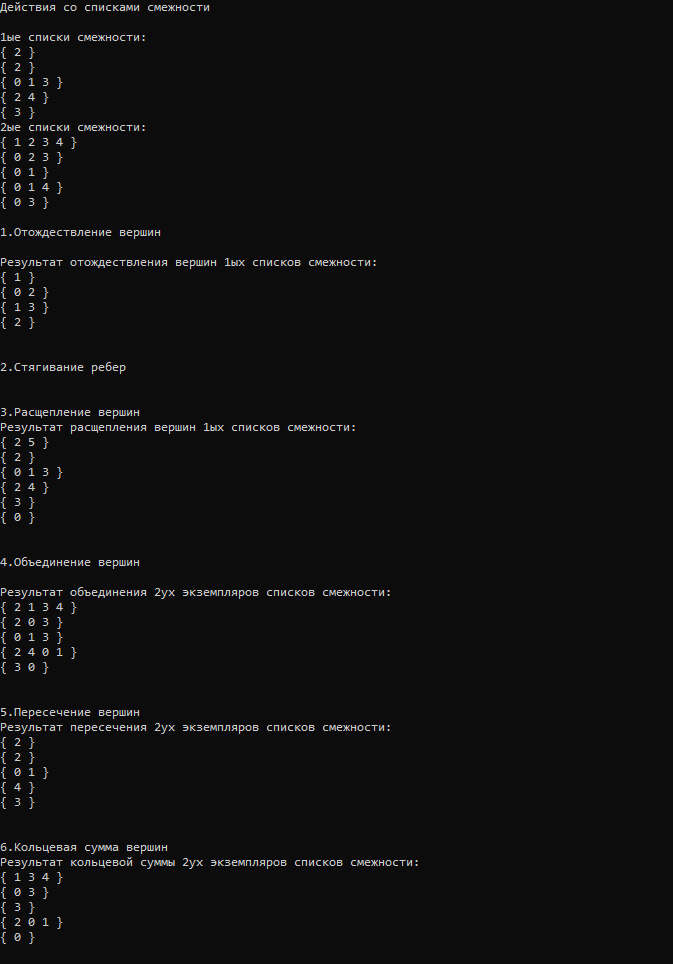 Действия со списками смежности
1ые списки смежности:
{ 2 }
{ 2 }
{ 0 1 3 }
{ 2 4 }
{ 3 }
2ые списки смежности:
{ 1 2 3 4 }
{ 0 2 3 }
{ 0 1 }
{ 0 1 4 }
{ 0 3 }
1.Отождествление вершин
Результат отождествления вершин 1ых списков смежности:
{ 1 }
{ 0 2 }
{ 1 3 }
{ 2 }
2.Стягивание ребер
3.Расщепление вершин
Результат расщепления вершин 1ых списков смежности:
{ 2 5 }
{ 2 }
{ 0 1 3 }
{ 2 4 }
{ 3 }
{ 0 }
4.Объединение вершин
Результат объединения 2ух экземпляров списков смежности:
{ 2 1 3 4 }
{ 2 0 3 }
{ 0 1 3 }
{ 2 4 0 1 }
{ 3 0 }
5.Пересечение вершин
Результат пересечения 2ух экземпляров списков смежности:
{ 2 }
{ 2 }
{ 0 1 }
{ 4 }
{ 3 }
6.Кольцевая сумма вершин
Результат кольцевой суммы 2ух экземпляров списков смежности:
{ 1 3 4 }
{ 0 3 }
{ 3 }
{ 2 0 1 }
{ 0 }